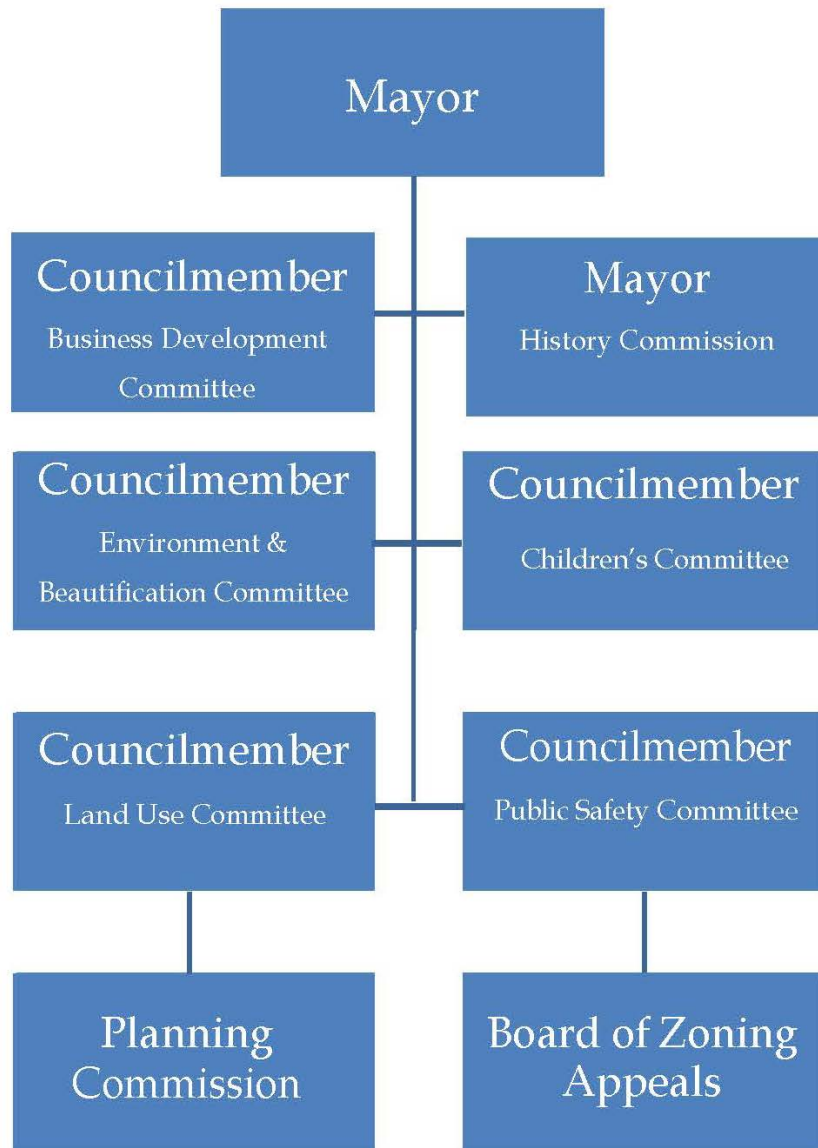 Mayor
Councilmember
Business Development
Committee
Mayor
History Commission
Councilmember
Environment &
Beautification Committee
Councilmember
Children’s Committee
Councilmember
Land Use Committee
Councilmember
Public Safety Committee
Planning
Commission
Board of Zoning
Appeals